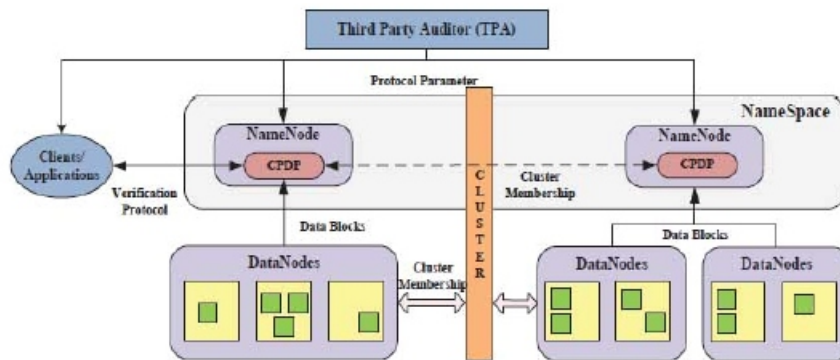 Third Party Auditor (TPA)
Protocol Parameter
NameSpace
NameNode
CPDP
NameNode
CPDP
Clients/
Applications
Verification
Protocol
Cluster
Membership
CLUSTER
Data Blocks
Data Blocks
DataNodes
Cluster
Membership
DataNodes
DataNodes